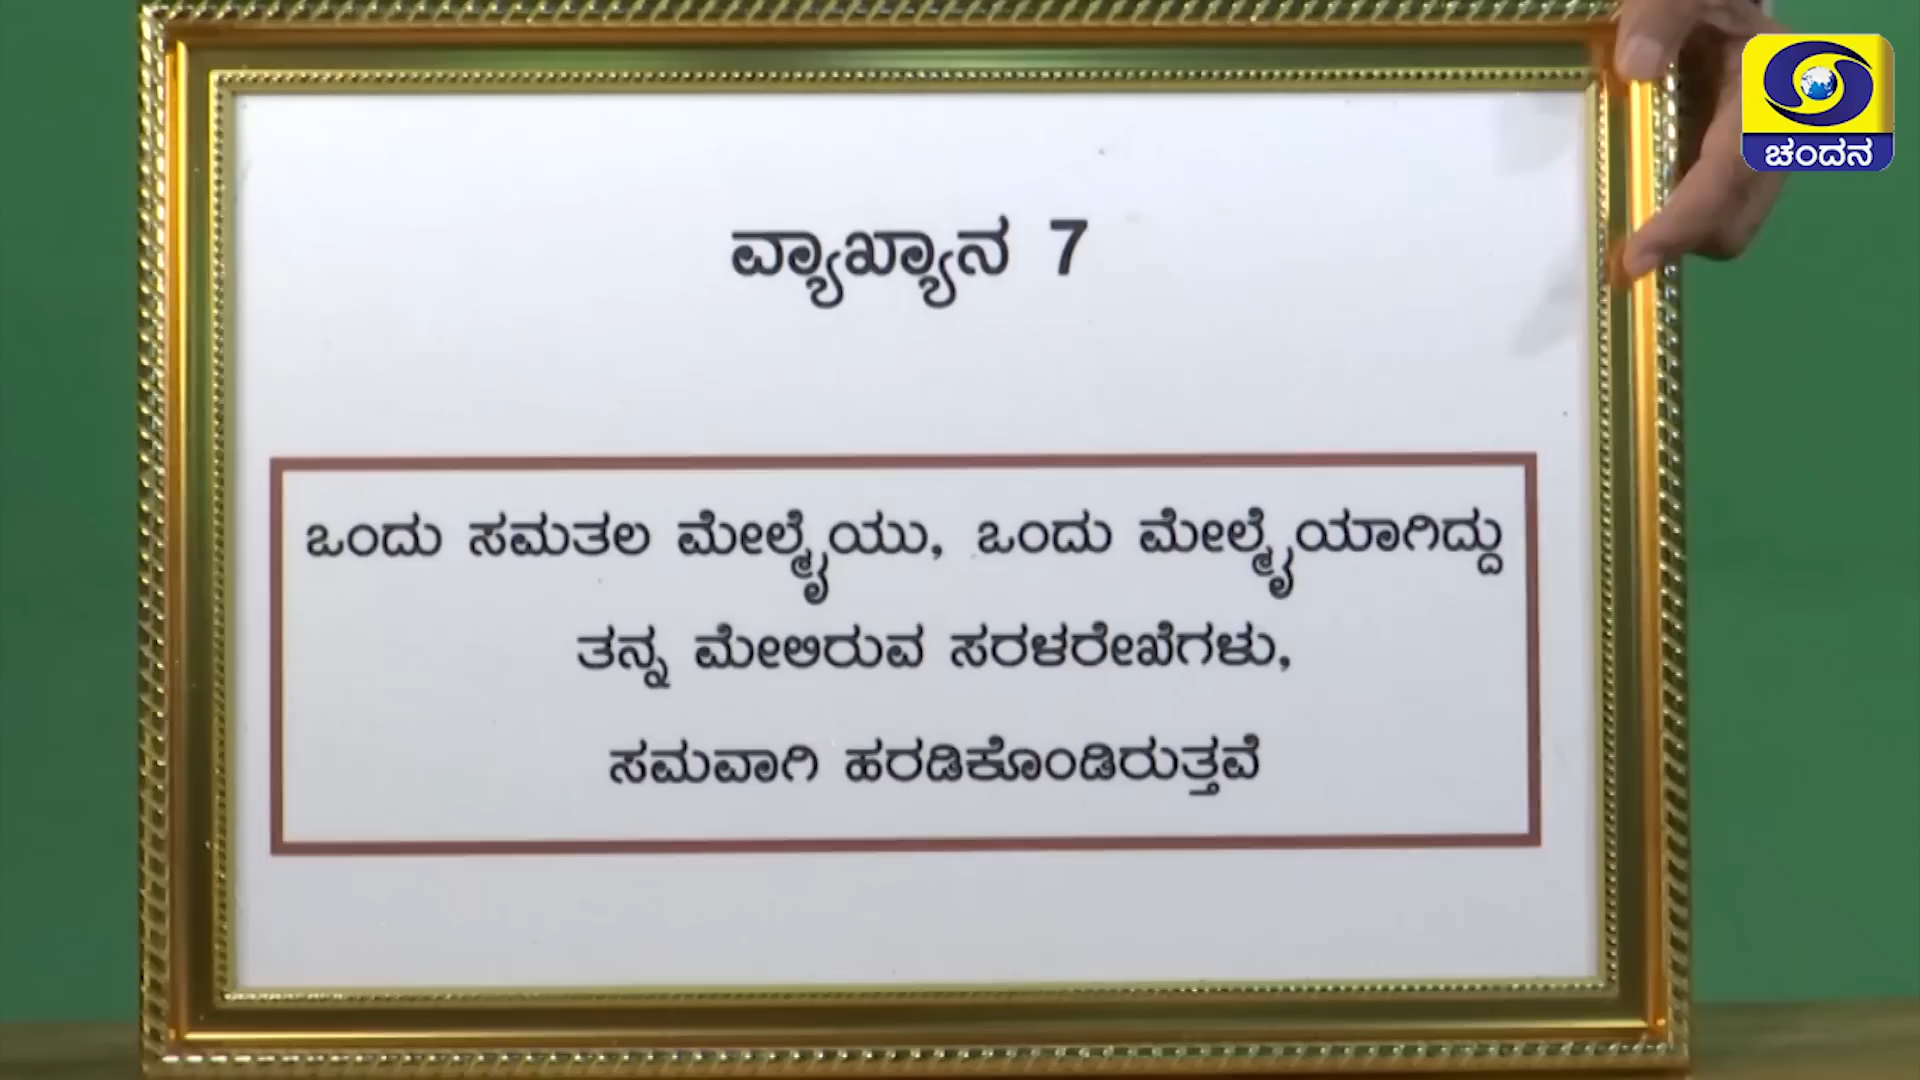 ಚಂದನ
ವ್ಯಾಖ್ಯಾನ 7
ಒಂದು ಸಮತಲ ಮೇಲ್ಮೈಯು, ಒಂದು ಮೇಲ್ಮೈಯಾಗಿದ್ದು
ತನ್ನ ಮೇಲಿರುವ ಸರಳರೇಖೆಗಳು,
ಸಮವಾಗಿ ಹರಡಿಕೊಂಡಿರುತ್ತವೆ